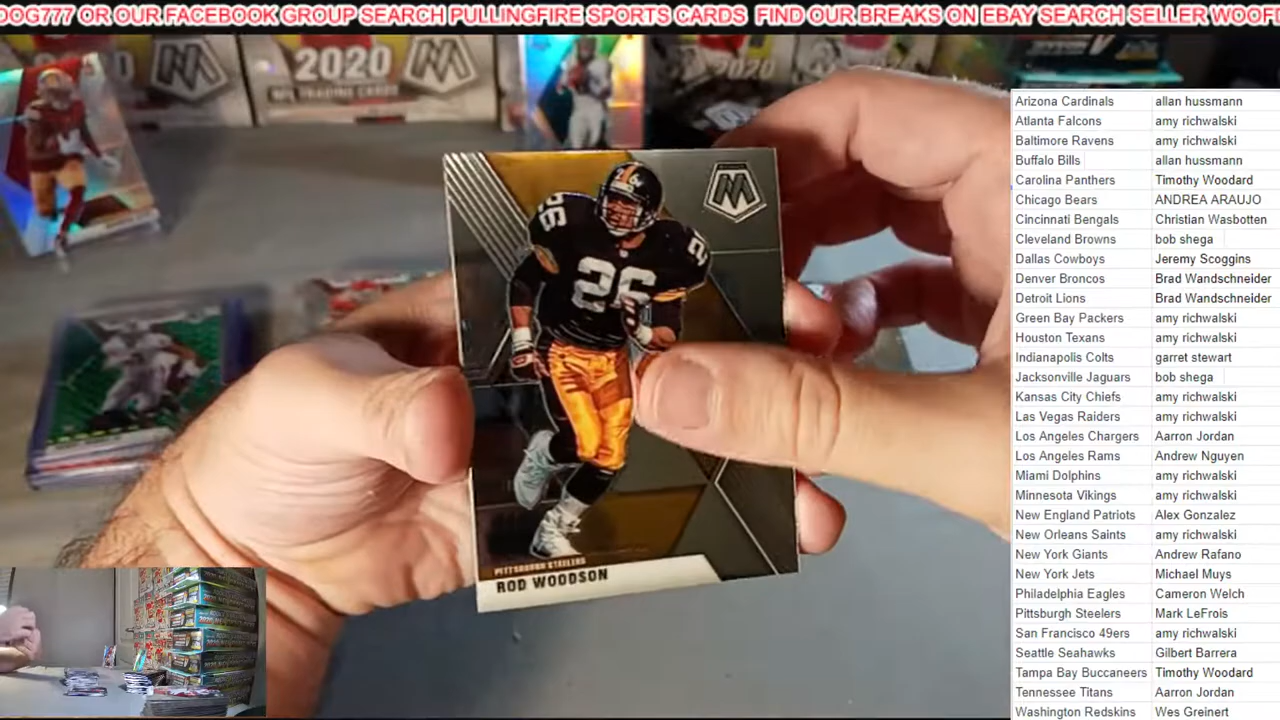 DOG777 OR OUR FACEBOOK GROUP SEARCH PULLINGFIRE SPORTS CARDS FIND OUR BREAKS ON EBAY SEARCH SELLER WOOF
2020
NFL TRADING CARDS
2020
26
26
26
PITTSBURGH STEELERS
ROD WOODSON
Arizona Cardinals allan hussmann
Atlanta Falcons amy richwalski
Baltimore Ravens amy richwalski
Buffalo Bills allan hussmann
Carolina Panthers Timothy Woodard
Chicago Bears ANDREA ARAUJO
Cincinnati Bengals Christian Wasbotten
Cleveland Browns bob shega
Dallas Cowboys Jeremy Scoggins
Denver Broncos Brad Wandschneider
Detroit Lions Brad Wandschneider
Green Bay Packers amy richwalski
Houston Texans amy richwalski
Indianapolis Colts garret stewart
Jacksonville Jaguars bob shega
Kansas City Chiefs amy richwalski
Las Vegas Raiders amy richwalski
Los Angeles Chargers Aarron Jordan
Los Angeles Rams Andrew Nguyen
Miami Dolphins amy richwalski
Minnesota Vikings amy richwalski
New England Patriots Alex Gonzalez
New Orleans Saints amy richwalski
New York Giants Andrew Rafano
New York Jets Michael Muys
Philadelphia Eagles Cameron Welch
Pittsburgh Steelers Mark LeFrois
San Francisco 49ers amy richwalski
Seattle Seahawks Gilbert Barrera
Tampa Bay Buccaneers Timothy Woodard
Tennessee Titans Aarron Jordan
Washington Redskins Wes Greinert